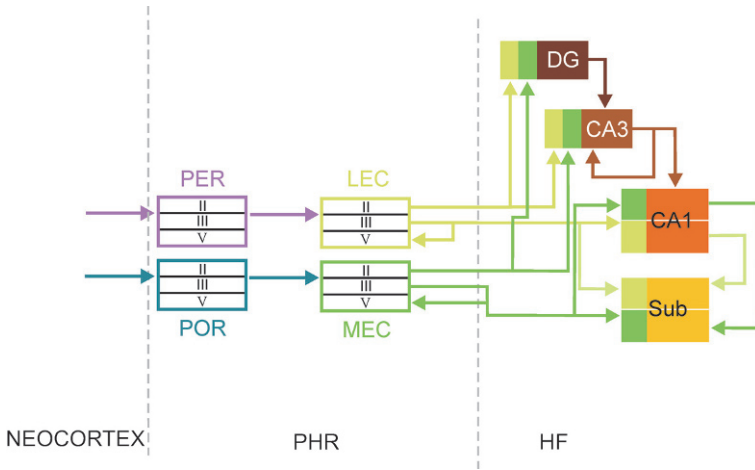 DG
CA3
PER
LEC
II
III
V
II
III
V
CA1
II
III
V
II
III
V
Sub
POR
MEC
NEOCORTEX
PHR
HF